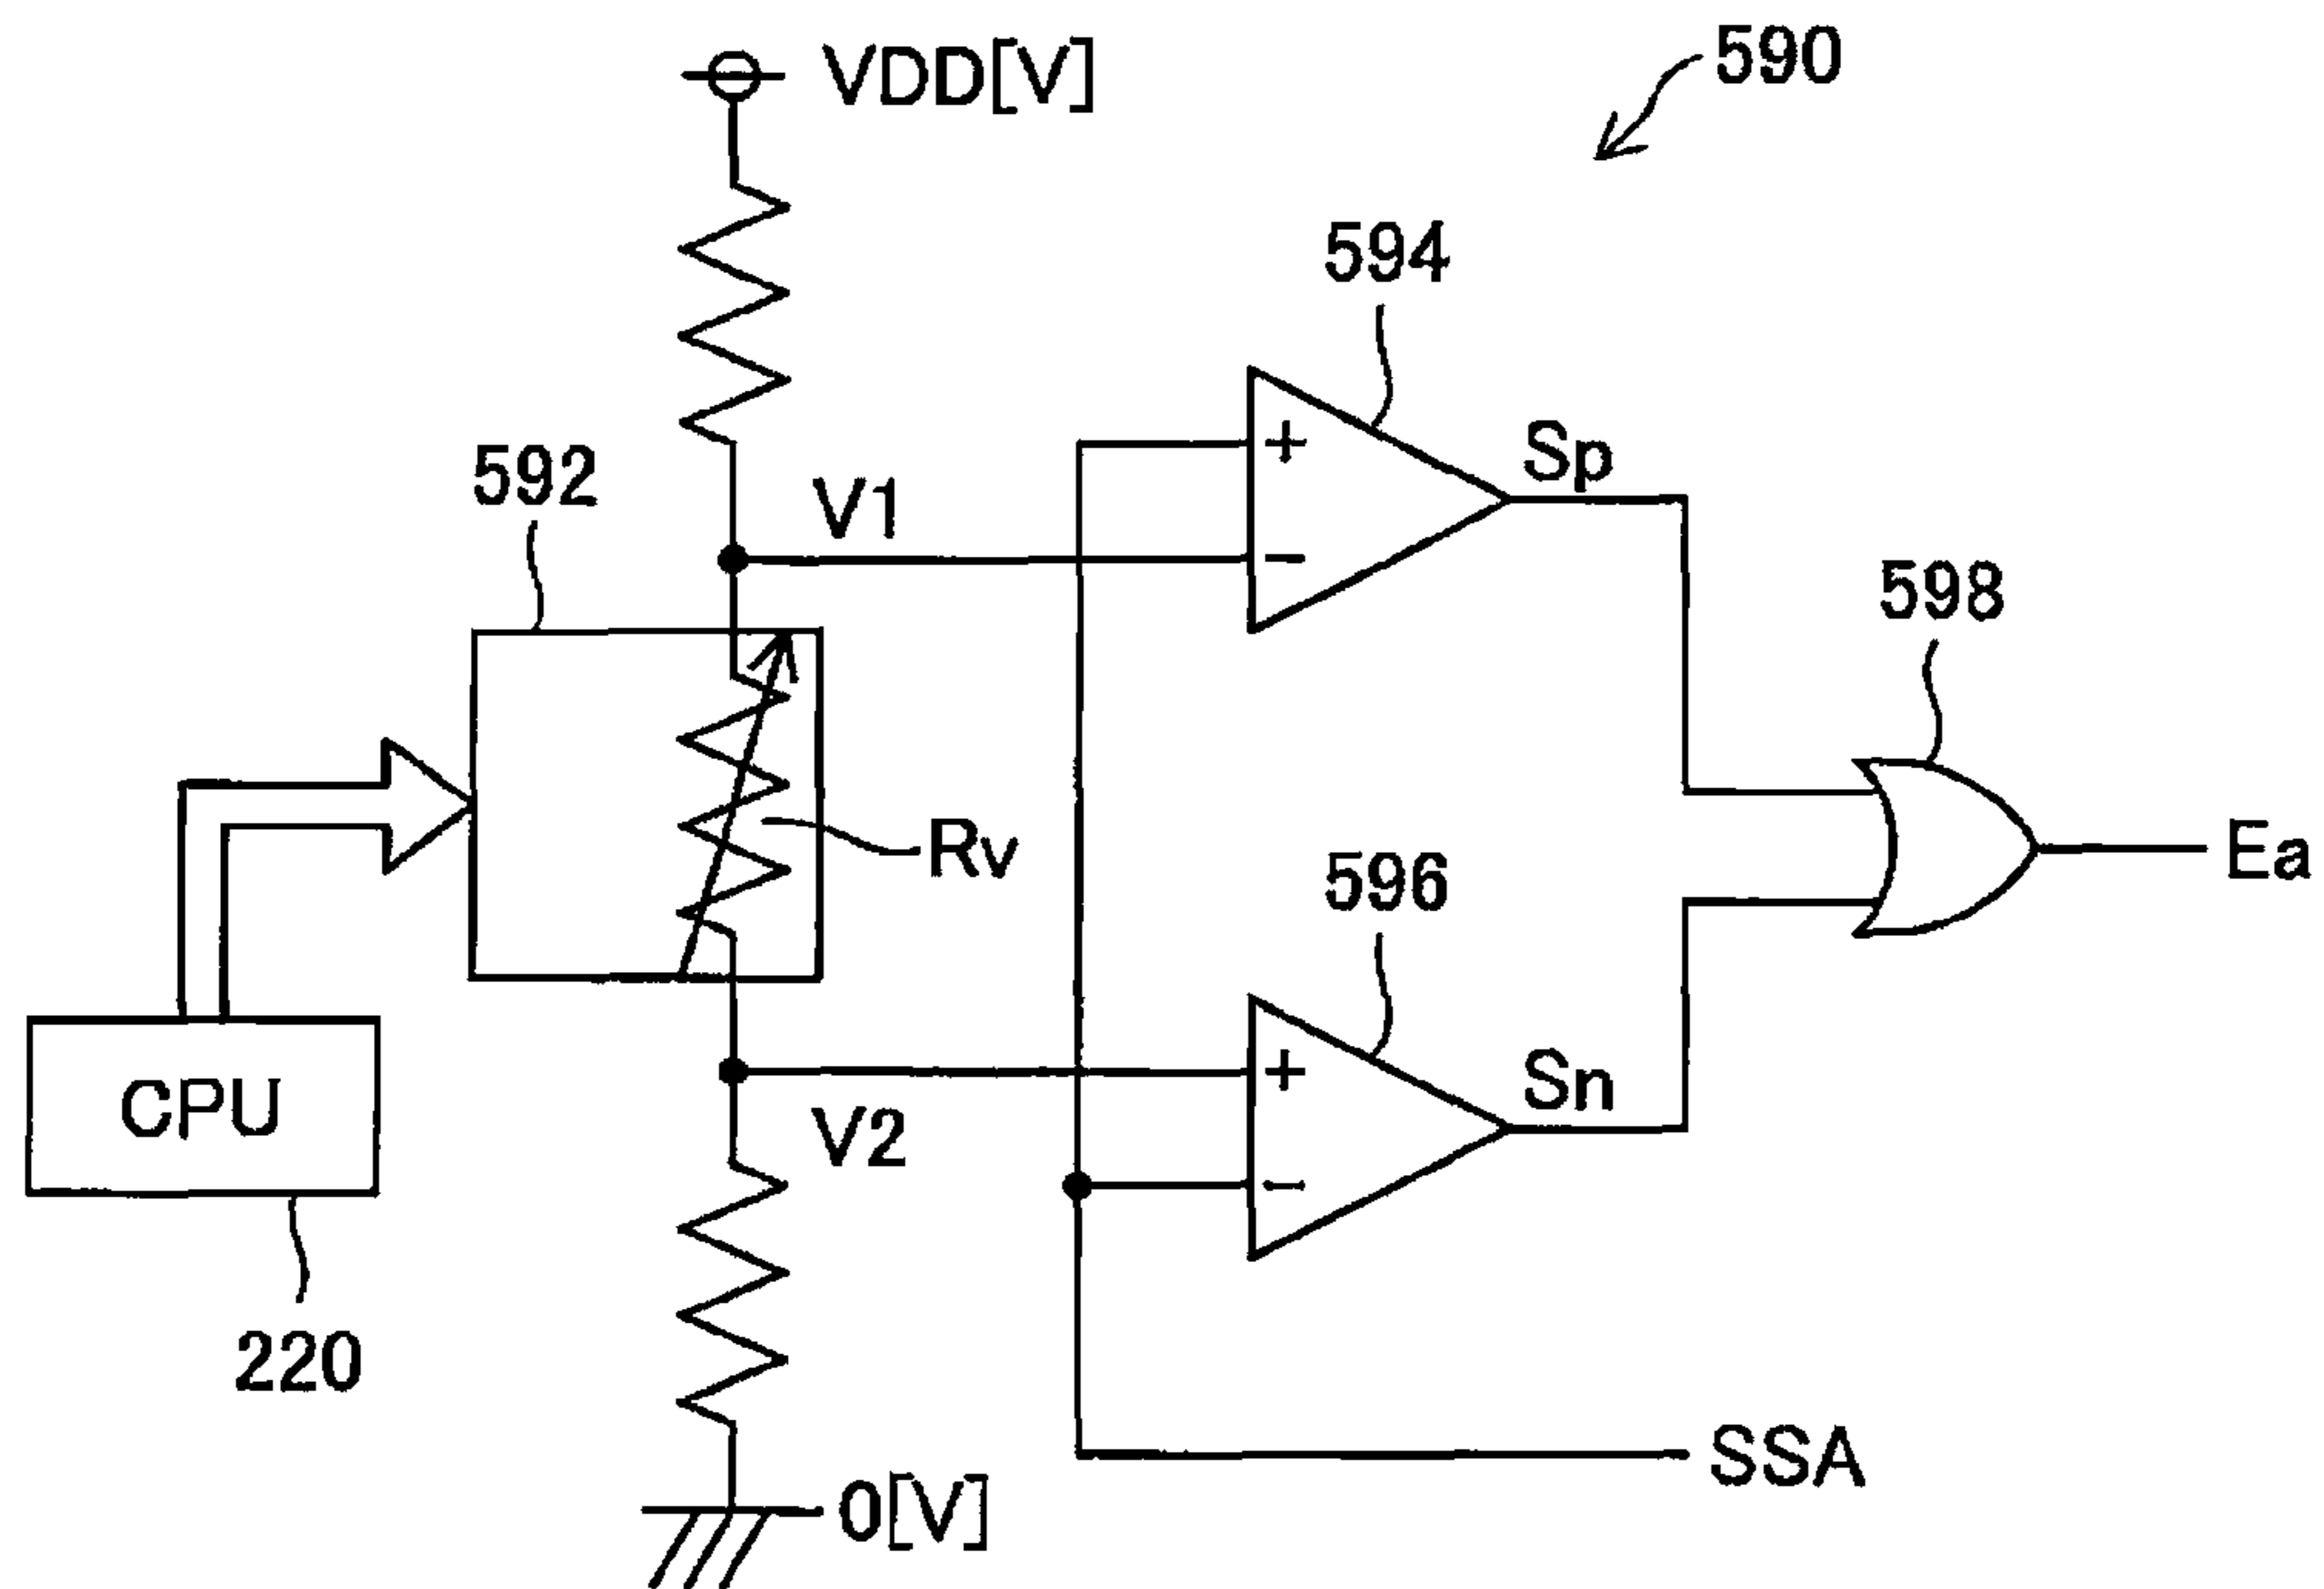 590
VDD[V]
594
592
V1
+
−
Sp
598
Rv
596
Ea
CPU
V2
+
−
Sn
220
SSA
0[V]